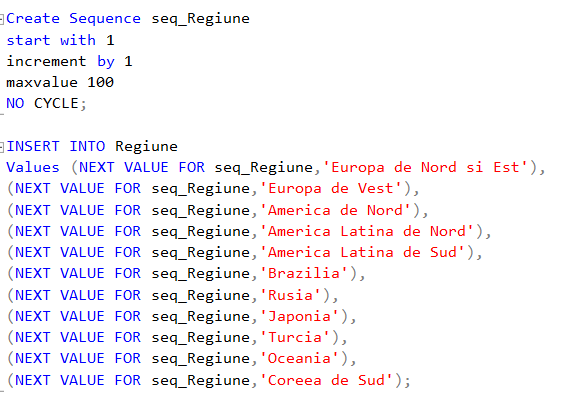 Create Sequence seq_Regiune
start with 1
increment by 1
maxvalue 100
NO CYCLE;
INSERT INTO Regiune
Values (NEXT VALUE FOR seq_Regiune,'Europa de Nord si Est'),
(NEXT VALUE FOR seq_Regiune,'Europa de Vest'),
(NEXT VALUE FOR seq_Regiune,'America de Nord'),
(NEXT VALUE FOR seq_Regiune,'America Latina de Nord'),
(NEXT VALUE FOR seq_Regiune,'America Latina de Sud'),
(NEXT VALUE FOR seq_Regiune,'Brazilia'),
(NEXT VALUE FOR seq_Regiune,'Rusia'),
(NEXT VALUE FOR seq_Regiune,'Japonia'),
(NEXT VALUE FOR seq_Regiune,'Turcia'),
(NEXT VALUE FOR seq_Regiune,'Oceania'),
(NEXT VALUE FOR seq_Regiune,'Coreea de Sud');